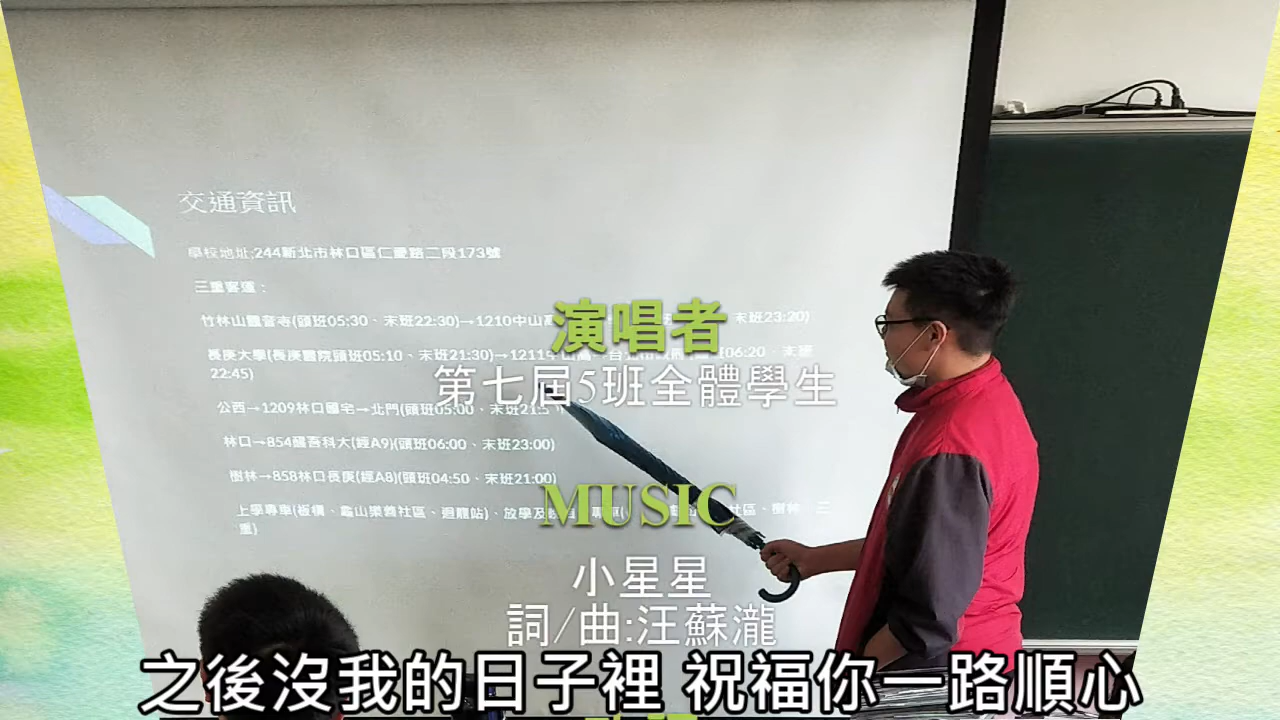 交通資訊
學校地址:244新北市林口區仁愛路二段173號
三重客運：
竹林山觀音寺(頭班05:30、末班22:30)→1210中山高 末班23:20)
長庚大學(長庚醫院頭班05:10、末班21:30)→1211中山高 06:20、末班
22:45)
公西→1209林口國宅→北門(頭班05:00、末班21:
林口→854醒吾科大(經A9)(頭班06:00、末班23:00)
樹林→858林口長庚(經A8)(頭班04:50、末班21:00)
上學專車(板橋、龜山樂善社區、迴龍站)、放學及 社區、樹林、三
重)
演唱者
第七屆5班全體學生
MUSIC
小星星
詞/曲:汪蘇瀧
之後沒我的日子裡 祝福你一路順心